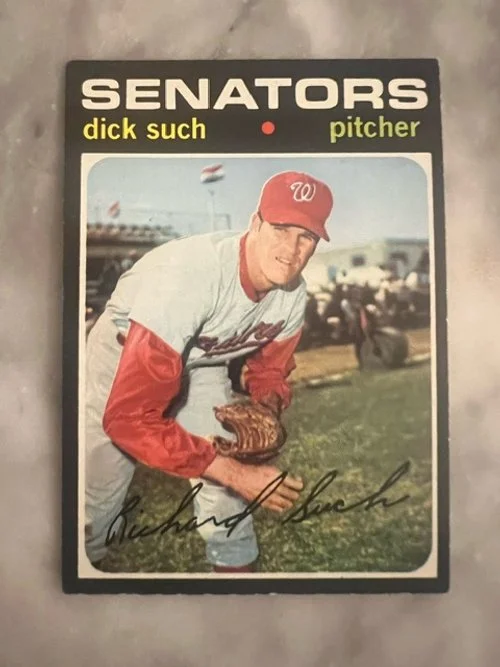 SENATORS
dick such • pitcher
W
Richard Such